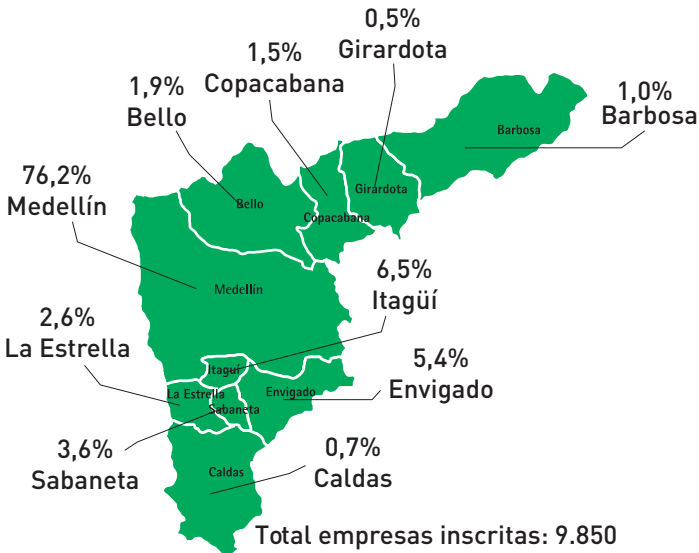 0,5%
Girardota
1,5%
Copacabana
1,9%
Bello
1,0%
Barbosa
76,2%
Medellín
Barbosa
Girardota
Bello
Copacabana
Medellín
6,5%
Itagüí
2,6%
La Estrella
5,4%
Envigado
Itaguí
La Estrella
Envigado
Sabaneta
3,6%
Sabaneta
0,7%
Caldas
Caldas
Total empresas inscritas: 9.850